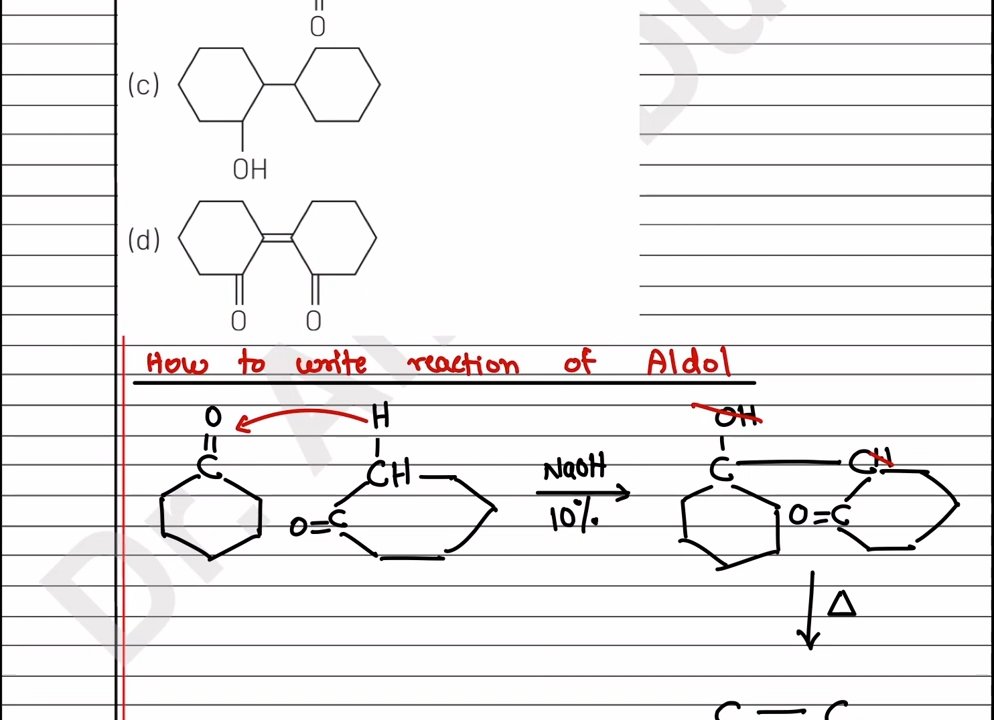 O
(c)
OH
(d)
O O
How to write reaction of Aldol
O H OH
C CH NaOH C CH
O=C 10% O=C
Δ
C — C